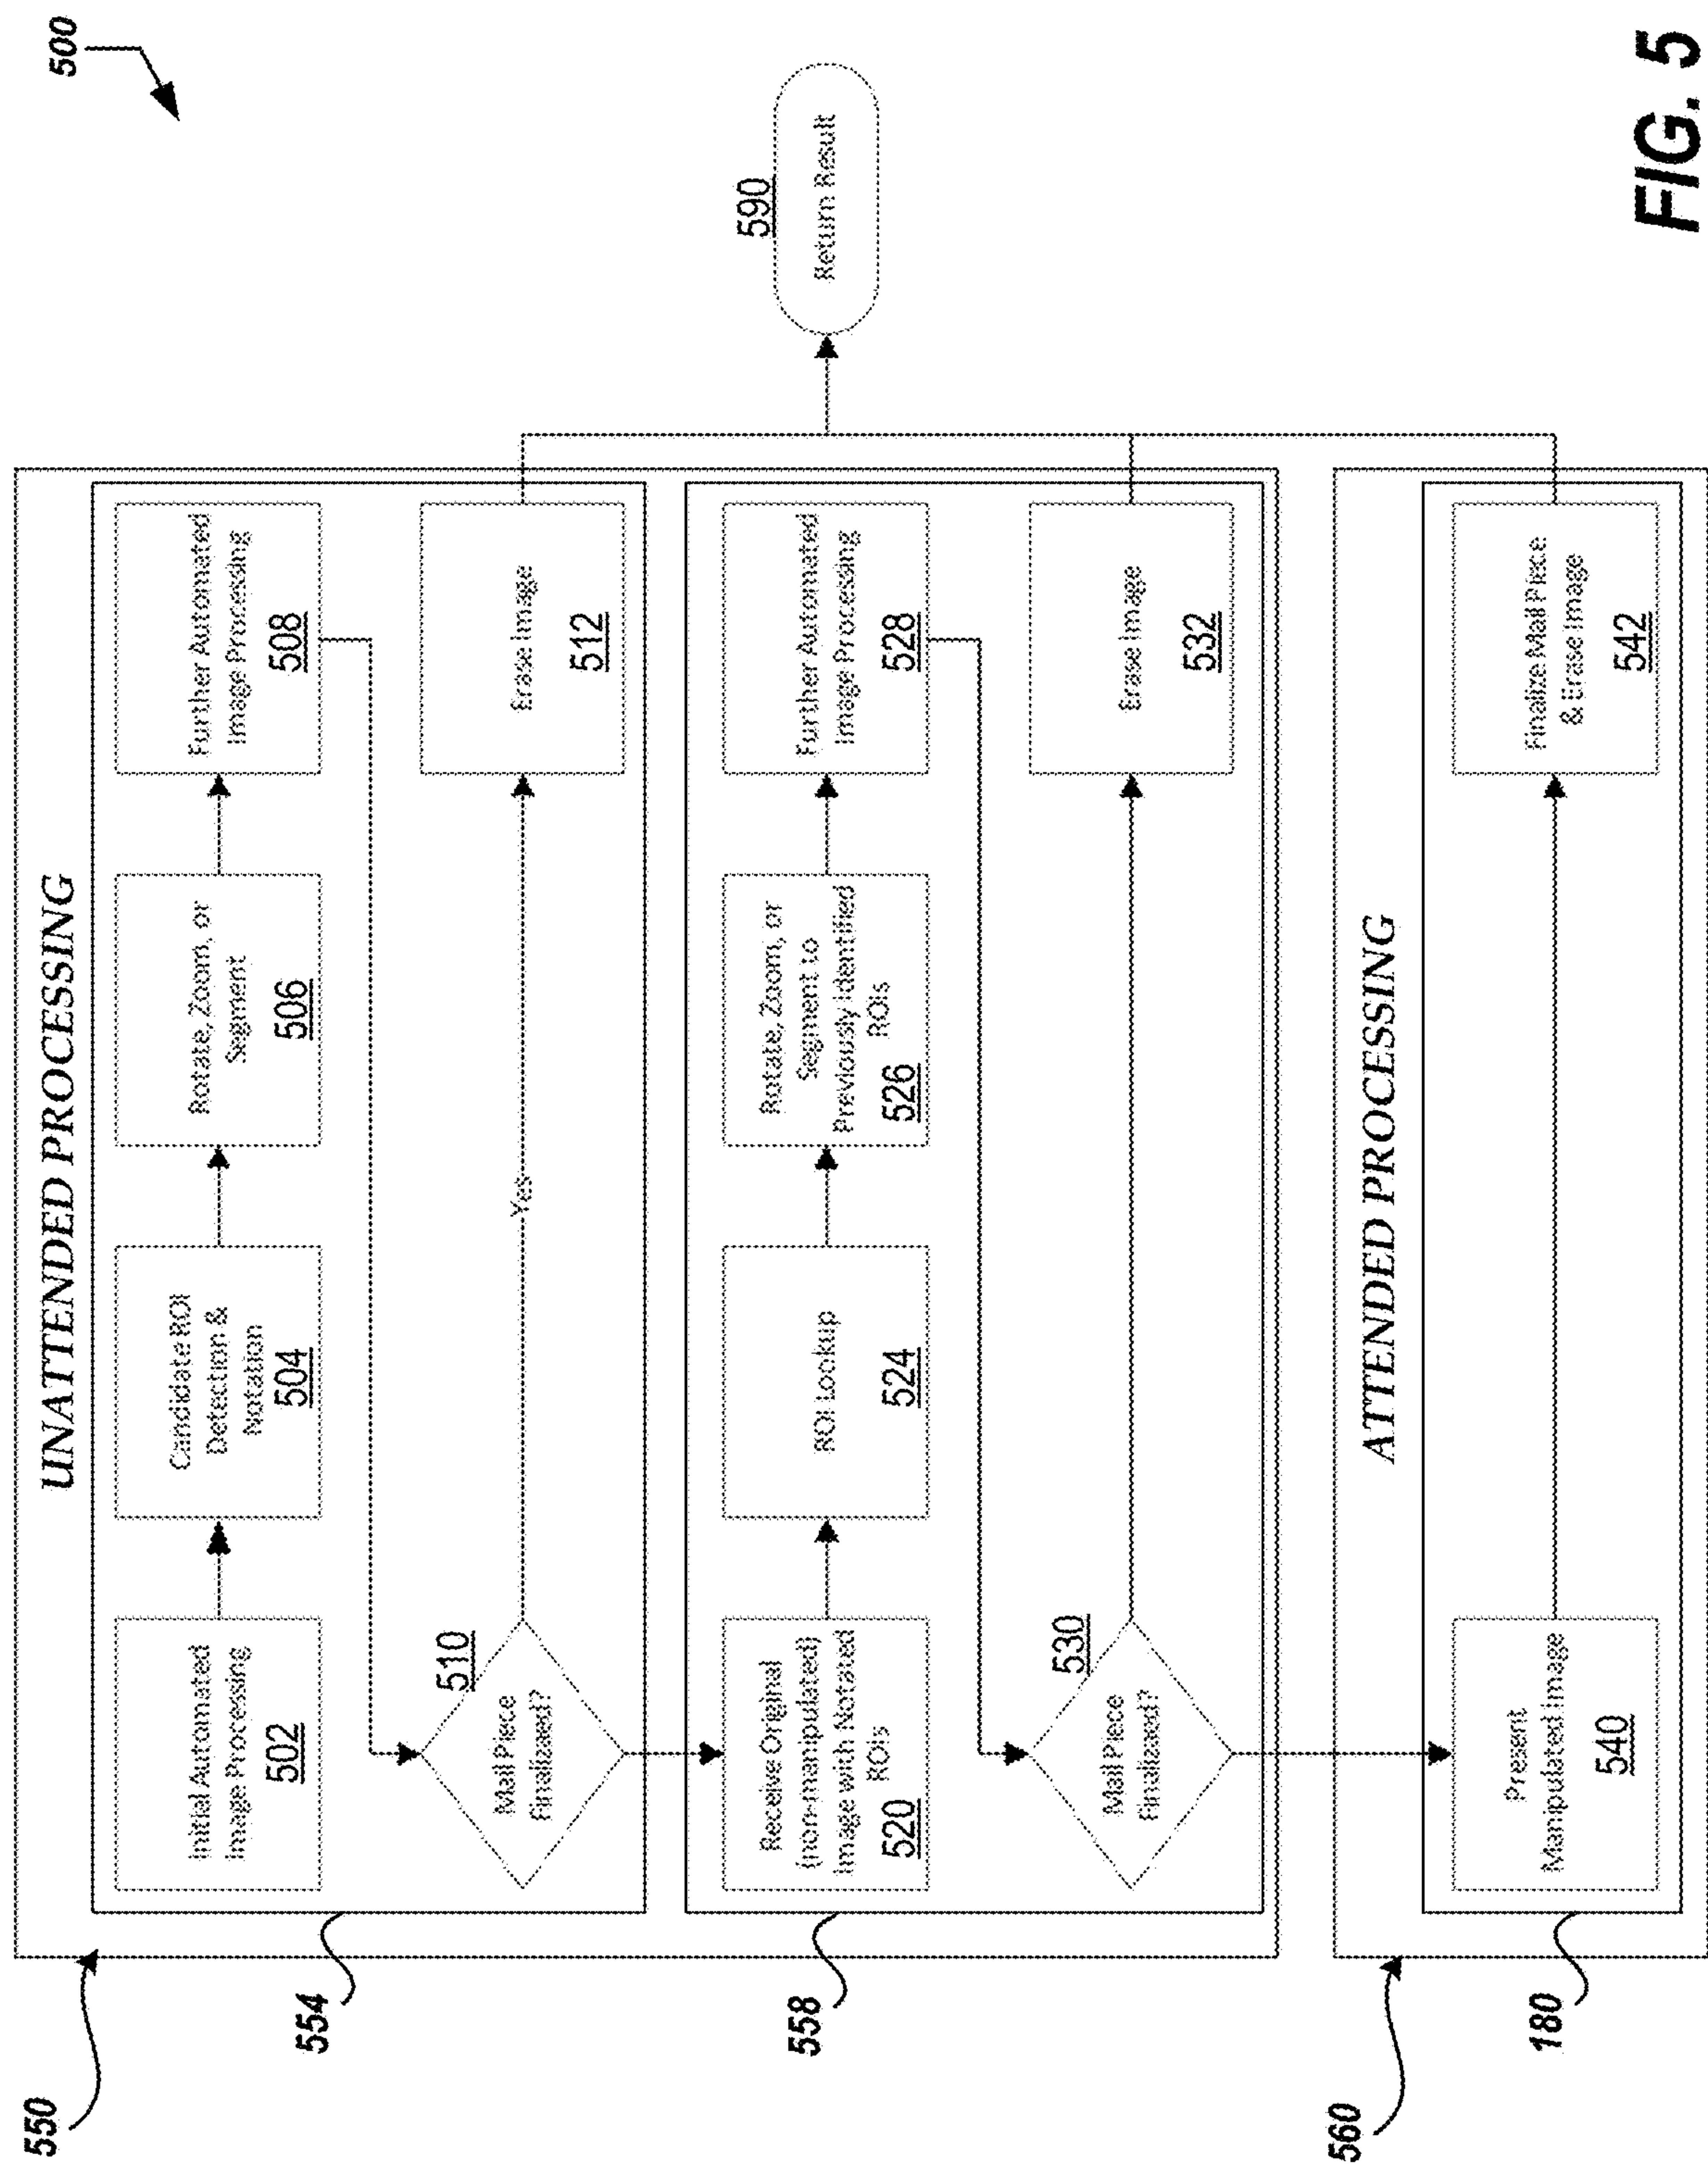 500
UNATTENDED PROCESSING
Initial Automated
Image Processing
502
Candidate ROI
Detection &
Notation
504
Rotate, Zoom, or
Segment
506
Further Automated
Image Processing
508
510
Mail Piece
Finalized?
Yes
Erase Image
512
554
550
Receive Original
(non-manipulated)
Image with Notated
ROIs
520
ROI Lookup
524
Rotate, Zoom, or
Segment to
Previously Identified
ROIs
526
Further Automated
Image Processing
528
530
Mail Piece
Finalized?
Erase Image
532
558
590
Return Result
ATTENDED PROCESSING
Present
Manipulated Image
540
Finalize Mail Piece
& Erase Image
542
560
180
FIG. 5